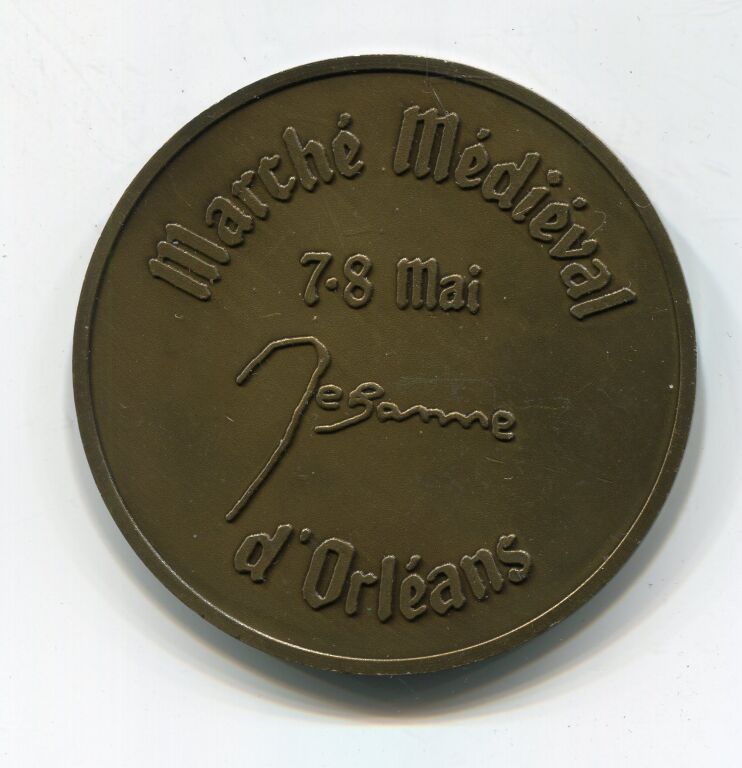 Marché Médiéval
7·8 Mai
Jehanne
d'Orléans